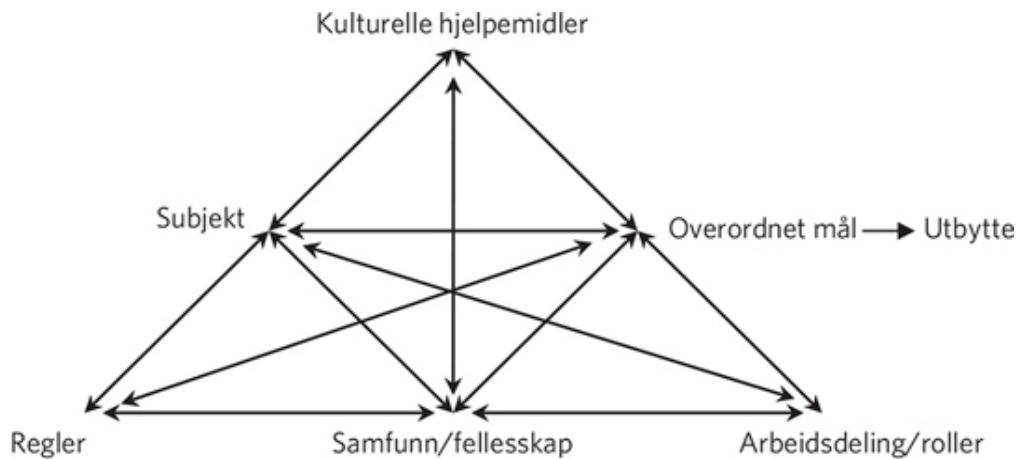 Kulturelle hjelpemidler
Subjekt
Overordnet mål
Utbytte
Regler
Samfunn/fellesskap
Arbeidsdeling/roller